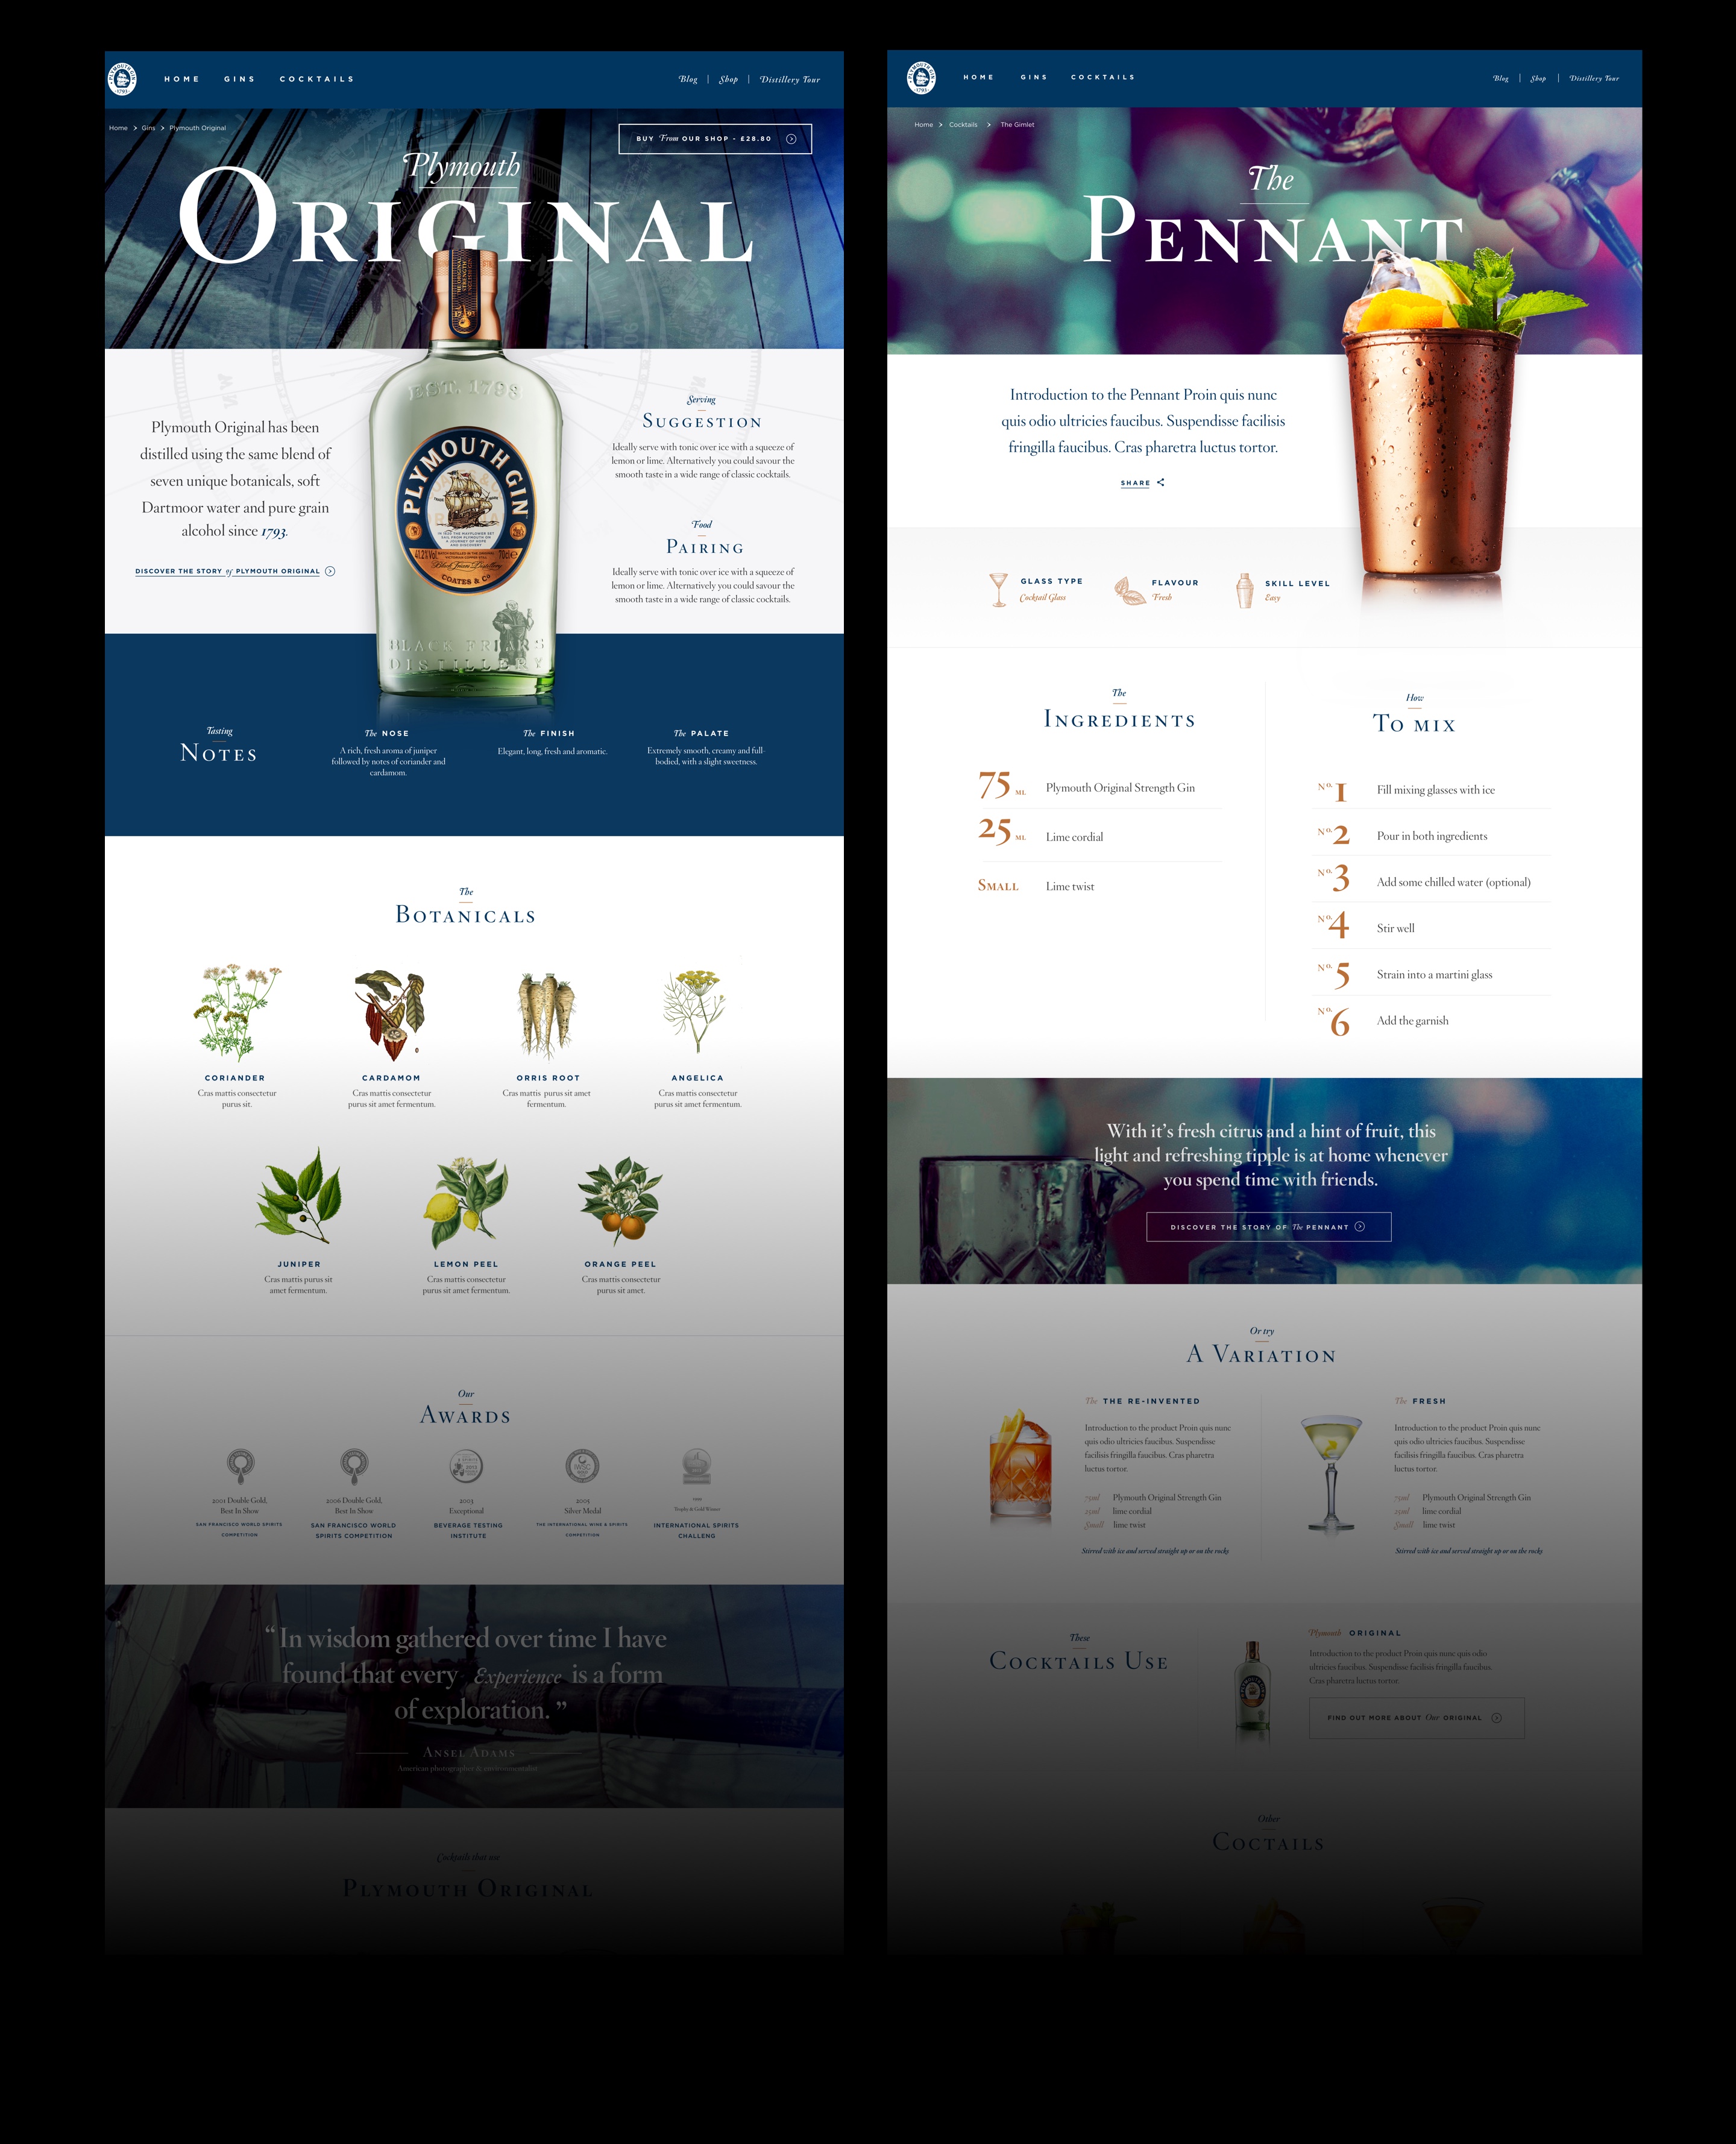 PLYMOUTH GIN
1793
HOME GINS COCKTAILS
Blog | Shop | Distillery Tour
Home > Gins > Plymouth Original
BUY From OUR SHOP - £28.80
Plymouth
ORIGINAL
EST. 1793
PLYMOUTH GIN
41.2% Vol
70cl e
Black Friars Distillery
COATES & Co
BLACK FRIARS
DISTILLERY
Plymouth Original has been
distilled using the same blend of
seven unique botanicals, soft
Dartmoor water and pure grain
alcohol since 1793.
DISCOVER THE STORY of PLYMOUTH ORIGINAL
Serving
SUGGESTION
Ideally serve with tonic over ice with a squeeze of
lemon or lime. Alternatively you could savour the
smooth taste in a wide range of classic cocktails.
Food
PAIRING
Ideally serve with tonic over ice with a squeeze of
lemon or lime. Alternatively you could savour the
smooth taste in a wide range of classic cocktails.
Tasting
NOTES
The NOSE
A rich, fresh aroma of juniper
followed by notes of coriander and
cardamom.
The FINISH
Elegant, long, fresh and aromatic.
The PALATE
Extremely smooth, creamy and full-
bodied, with a slight sweetness.
The
BOTANICALS
CORIANDER
Cras mattis consectetur
purus sit.
CARDAMOM
Cras mattis consectetur
purus sit amet fermentum.
ORRIS ROOT
Cras mattis purus sit amet
fermentum.
ANGELICA
Cras mattis consectetur
purus sit amet fermentum.
JUNIPER
Cras mattis purus sit
amet fermentum.
LEMON PEEL
Cras mattis consectetur
purus sit amet fermentum.
ORANGE PEEL
Cras mattis consectetur
purus sit amet.
Our
AWARDS
2001 Double Gold,
Best In Show
SAN FRANCISCO WORLD SPIRITS
COMPETITION
2006 Double Gold,
Best In Show
SAN FRANCISCO WORLD
SPIRITS COMPETITION
2003
Exceptional
BEVERAGE TESTING
INSTITUTE
2005
Silver Medal
THE INTERNATIONAL WINE & SPIRITS
COMPETITION
Trophy & Gold Winner
INTERNATIONAL SPIRITS
CHALLENG
“ In wisdom gathered over time I have
found that every Experience is a form
of exploration. ”
ANSEL ADAMS
American photographer & environmentalist
Cocktails that use
PLYMOUTH ORIGINAL
PLYMOUTH GIN
1793
HOME GINS COCKTAILS
Blog | Shop | Distillery Tour
Home > Cocktails > The Gimlet
The
PENNANT
Introduction to the Pennant Proin quis nunc
quis odio ultricies faucibus. Suspendisse facilisis
fringilla faucibus. Cras pharetra luctus tortor.
SHARE
GLASS TYPE
Cocktail Glass
FLAVOUR
Fresh
SKILL LEVEL
Easy
The
INGREDIENTS
75 ML Plymouth Original Strength Gin
25 ML Lime cordial
SMALL Lime twist
How
TO MIX
No. 1 Fill mixing glasses with ice
No. 2 Pour in both ingredients
No. 3 Add some chilled water (optional)
No. 4 Stir well
No. 5 Strain into a martini glass
No. 6 Add the garnish
With it’s fresh citrus and a hint of fruit, this
light and refreshing tipple is at home whenever
you spend time with friends.
DISCOVER THE STORY OF The PENNANT
Or try
A VARIATION
The THE RE-INVENTED
Introduction to the product Proin quis nunc
quis odio ultricies faucibus. Suspendisse
facilisis fringilla faucibus. Cras pharetra
luctus tortor.
75ml Plymouth Original Strength Gin
25ml lime cordial
Small lime twist
Stirred with ice and served straight up or on the rocks
The FRESH
Introduction to the product Proin quis nunc
quis odio ultricies faucibus. Suspendisse
facilisis fringilla faucibus. Cras pharetra
luctus tortor.
75ml Plymouth Original Strength Gin
25ml lime cordial
Small lime twist
Stirred with ice and served straight up or on the rocks
These
COCKTAILS USE
Plymouth ORIGINAL
Introduction to the product Proin quis nunc odio
ultricies faucibus. Suspendisse facilisis fringilla faucibus.
Cras pharetra luctus tortor.
FIND OUT MORE ABOUT Our ORIGINAL
Other
COCTAILS